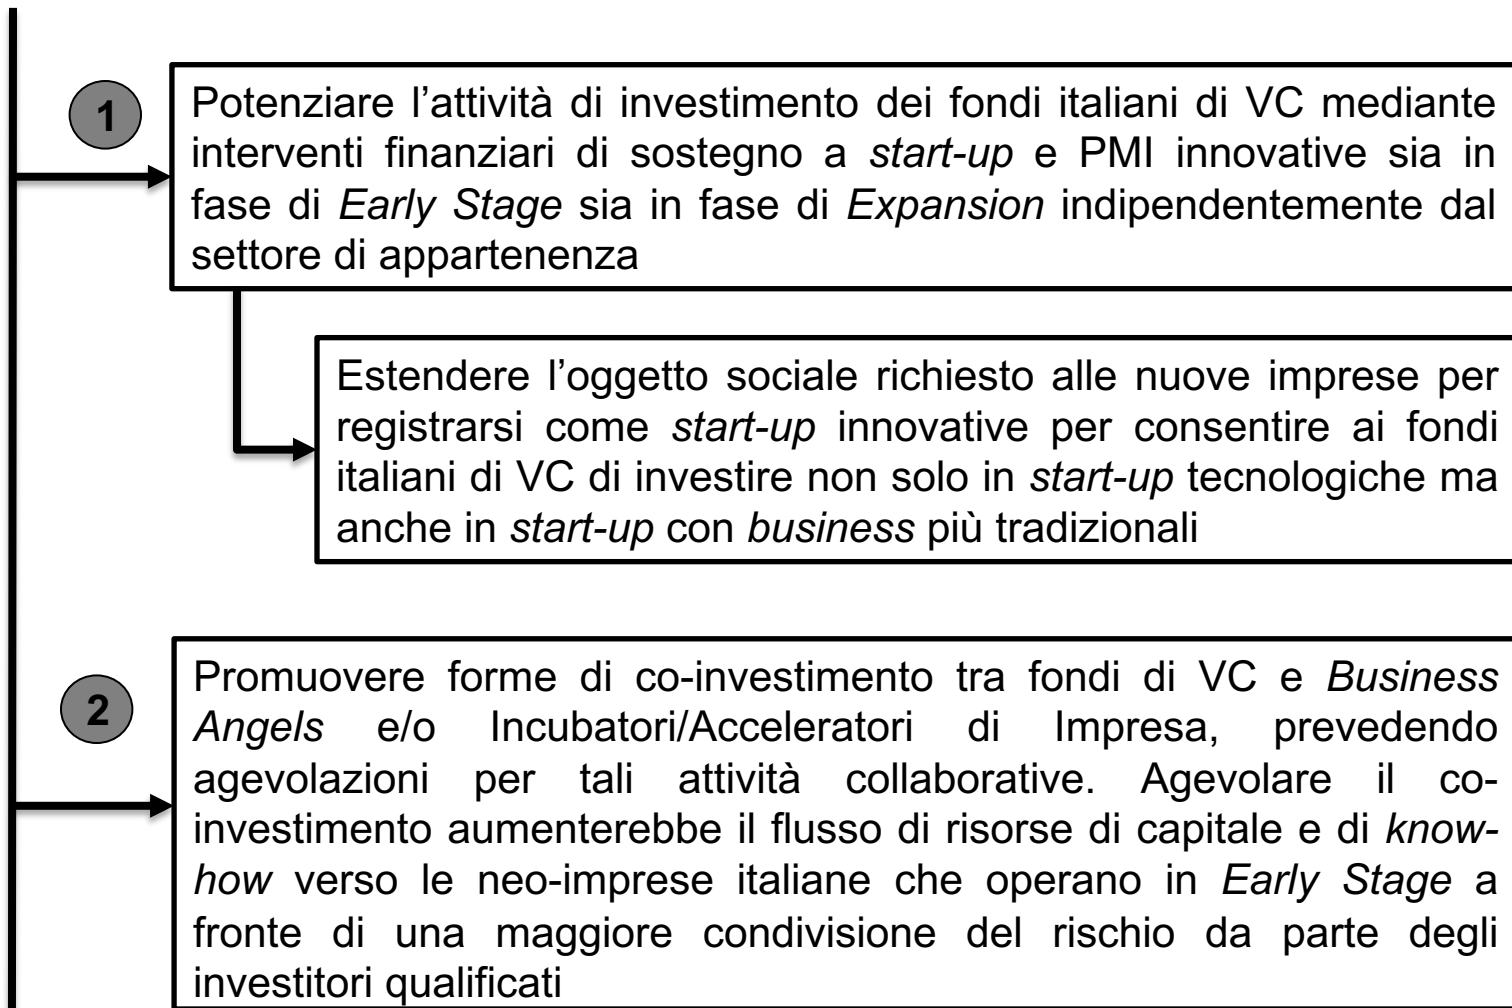 1
Potenziare l’attività di investimento dei fondi italiani di VC mediante
interventi finanziari di sostegno a start-up e PMI innovative sia in
fase di Early Stage sia in fase di Expansion indipendentemente dal
settore di appartenenza
Estendere l’oggetto sociale richiesto alle nuove imprese per
registrarsi come start-up innovative per consentire ai fondi
italiani di VC di investire non solo in start-up tecnologiche ma
anche in start-up con business più tradizionali
2
Promuovere forme di co-investimento tra fondi di VC e Business
Angels e/o Incubatori/Acceleratori di Impresa, prevedendo
agevolazioni per tali attività collaborative. Agevolare il co-
investimento aumenterebbe il flusso di risorse di capitale e di know-
how verso le neo-imprese italiane che operano in Early Stage a
fronte di una maggiore condivisione del rischio da parte degli
investitori qualificati